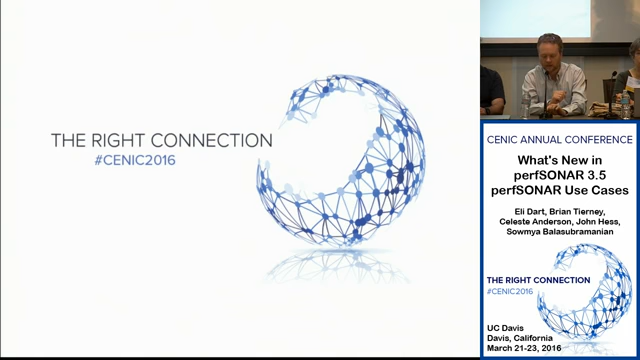 THE RIGHT CONNECTION
#CENIC2016
CENIC ANNUAL CONFERENCE
What's New in
perfSONAR 3.5
perfSONAR Use Cases
Eli Dart, Brian Tierney,
Celeste Anderson, John Hess,
Sowmya Balasubramanian
THE RIGHT CONNECTION
#CENIC2016
UC Davis
Davis, California
March 21-23, 2016